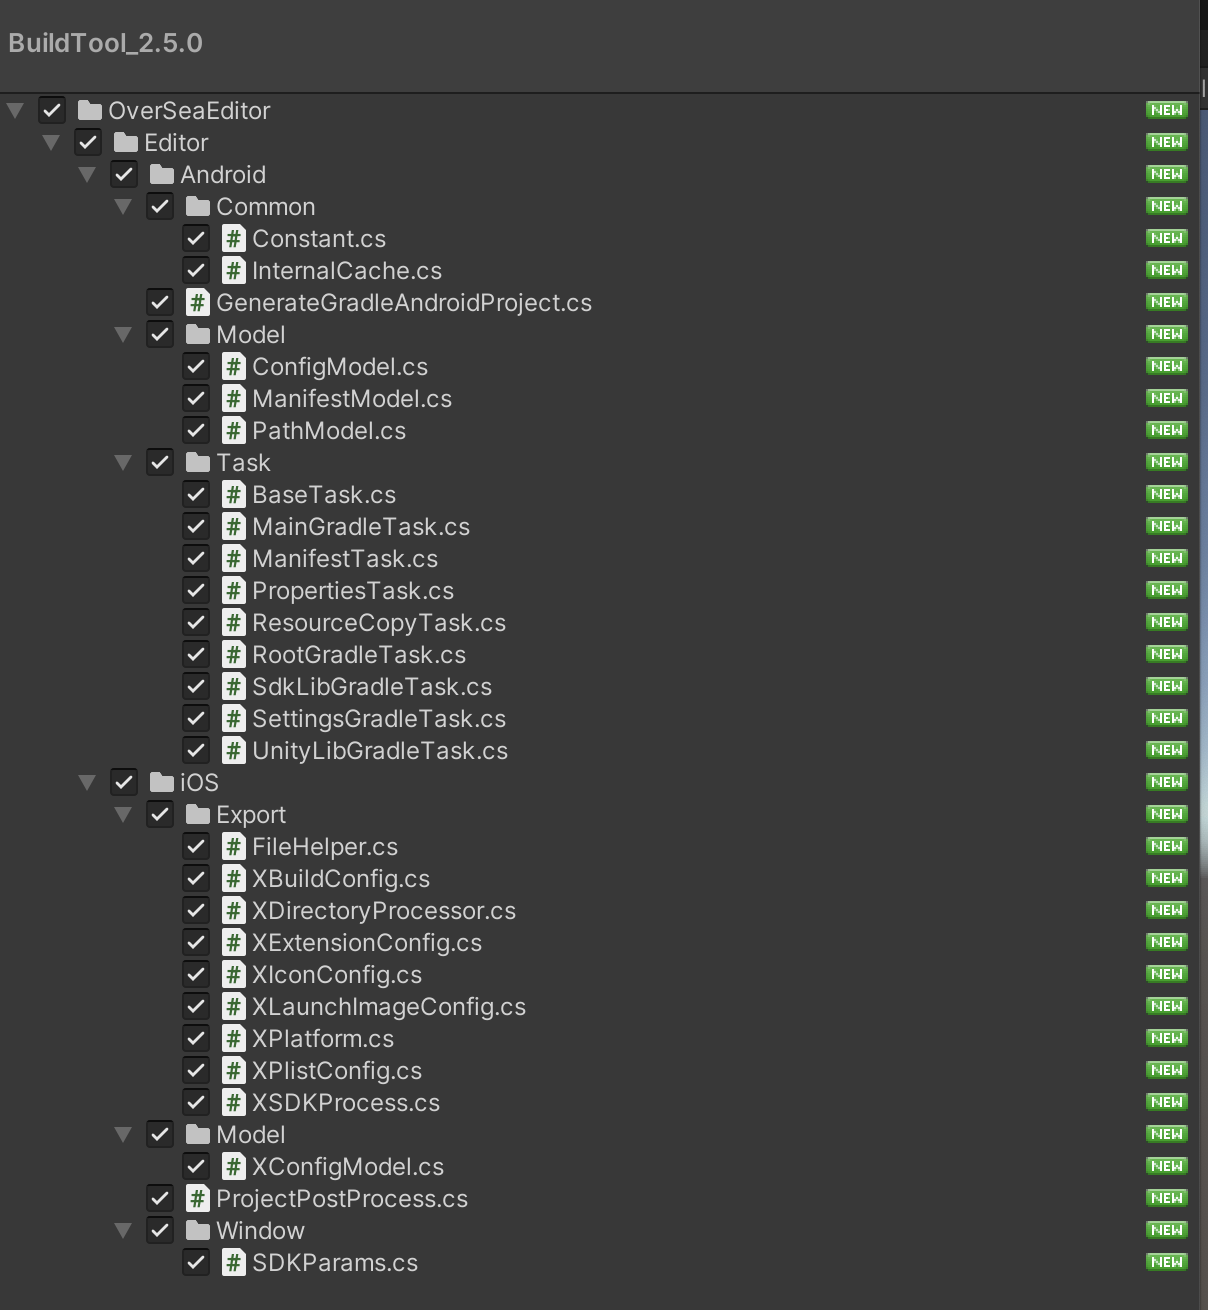 BuildTool_2.5.0
OverSeaEditor NEW
Editor NEW
Android NEW
Common NEW
Constant.cs NEW
InternalCache.cs NEW
GenerateGradleAndroidProject.cs NEW
Model NEW
ConfigModel.cs NEW
ManifestModel.cs NEW
PathModel.cs NEW
Task NEW
BaseTask.cs NEW
MainGradleTask.cs NEW
ManifestTask.cs NEW
PropertiesTask.cs NEW
ResourceCopyTask.cs NEW
RootGradleTask.cs NEW
SdkLibGradleTask.cs NEW
SettingsGradleTask.cs NEW
UnityLibGradleTask.cs NEW
iOS NEW
Export NEW
FileHelper.cs NEW
XBuildConfig.cs NEW
XDirectoryProcessor.cs NEW
XExtensionConfig.cs NEW
XIconConfig.cs NEW
XLaunchImageConfig.cs NEW
XPlatform.cs NEW
XPlistConfig.cs NEW
XSDKProcess.cs NEW
Model NEW
XConfigModel.cs NEW
ProjectPostProcess.cs NEW
Window NEW
SDKParams.cs NEW